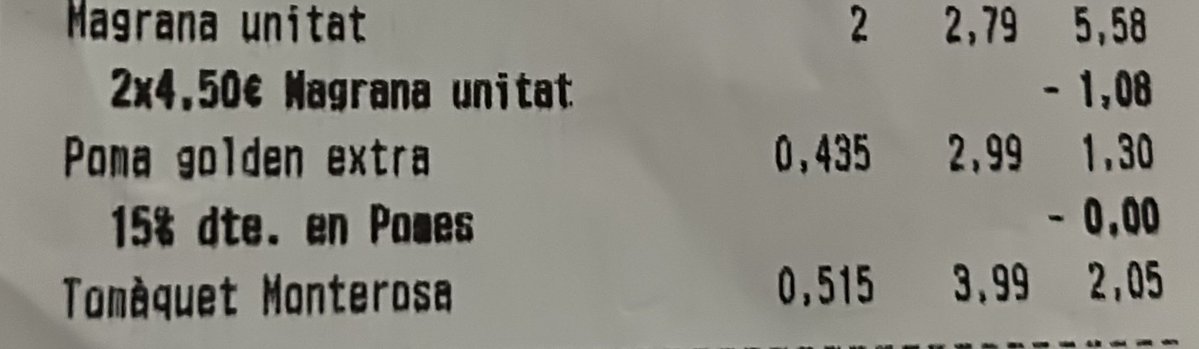 Magrana unitat 2 2,79 5,58
2x4,50€ Magrana unitat - 1,08
Poma golden extra 0,435 2,99 1,30
15% dte. en Pomes - 0,00
Tomàquet Monterosa 0,515 3,99 2,05